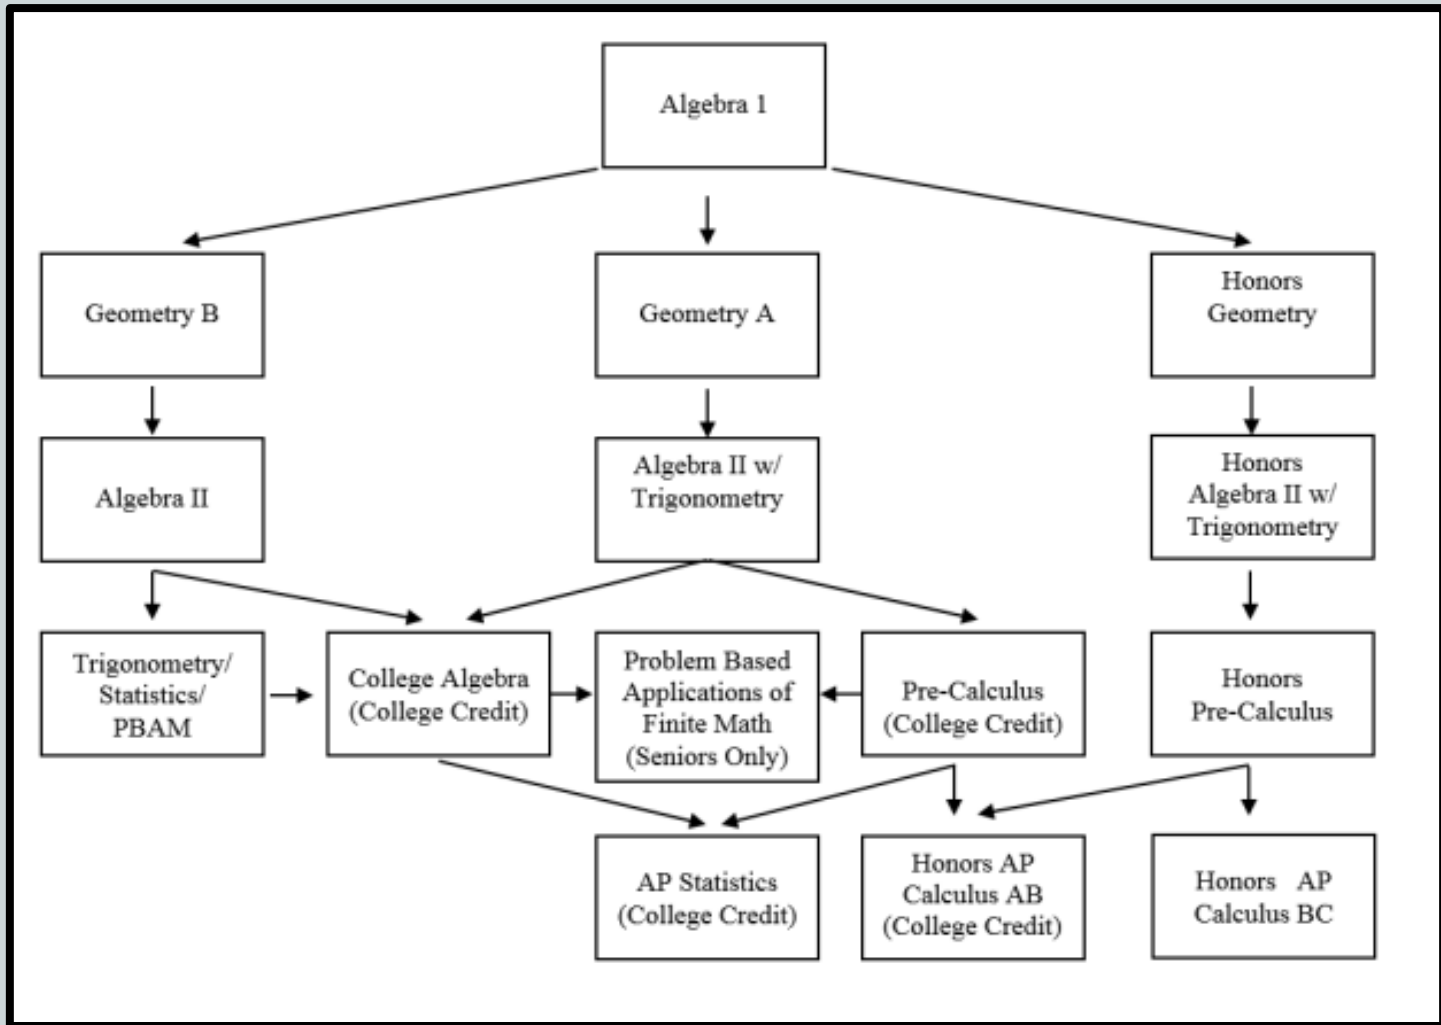 Algebra 1
Geometry B
Geometry A
Honors
Geometry
Algebra II
Algebra II w/
Trigonometry
Honors
Algebra II w/
Trigonometry
Trigonometry/
Statistics/
PBAM
College Algebra
(College Credit)
Problem Based
Applications of
Finite Math
(Seniors Only)
Pre-Calculus
(College Credit)
Honors
Pre-Calculus
AP Statistics
(College Credit)
Honors AP
Calculus AB
(College Credit)
Honors AP
Calculus BC